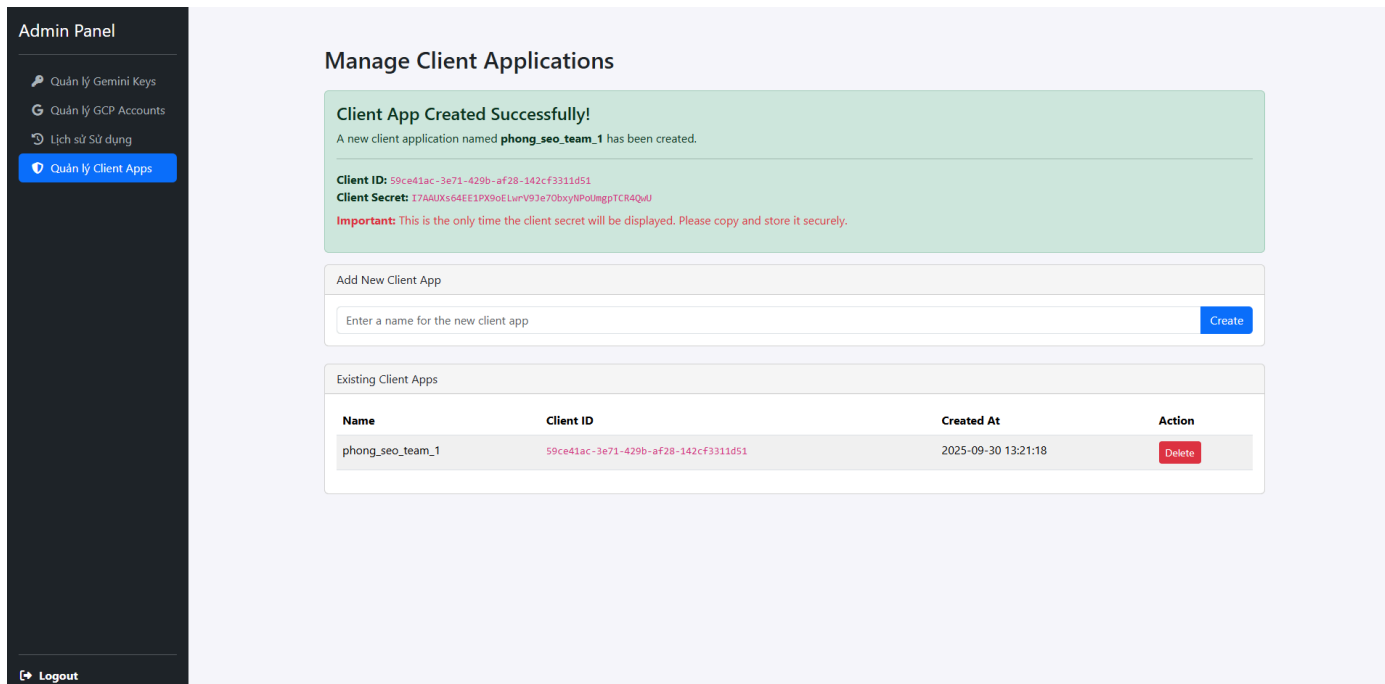 Admin Panel
Quản lý Gemini Keys
Quản lý GCP Accounts
Lịch sử Sử dụng
Quản lý Client Apps
Logout
Manage Client Applications
Client App Created Successfully!
A new client application named phong_seo_team_1 has been created.
Client ID: 59ce41ac-3e71-429b-af28-142cf3311d51
Client Secret: I7AAUXs64EE1PX9oELwrV9Je7ObxyNPoUmgpTCR4QwU
Important: This is the only time the client secret will be displayed. Please copy and store it securely.
Add New Client App
Enter a name for the new client app
Create
Existing Client Apps
Name Client ID Created At Action
phong_seo_team_1 59ce41ac-3e71-429b-af28-142cf3311d51 2025-09-30 13:21:18 Delete